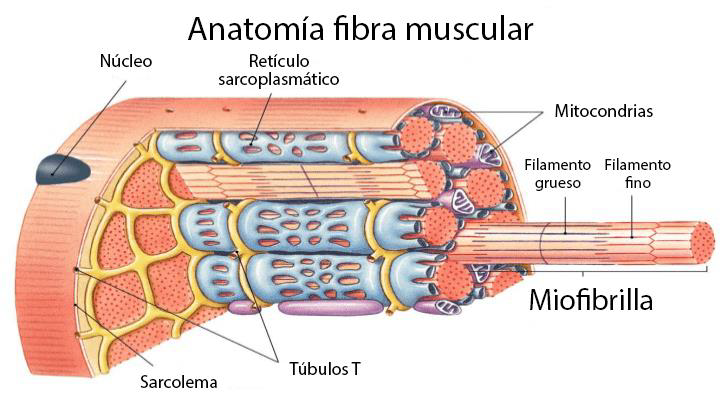 Anatomía fibra muscular
Núcleo
Retículo
sarcoplasmático
Mitocondrias
Filamento
grueso
Filamento
fino
Miofibrilla
Túbulos T
Sarcolema